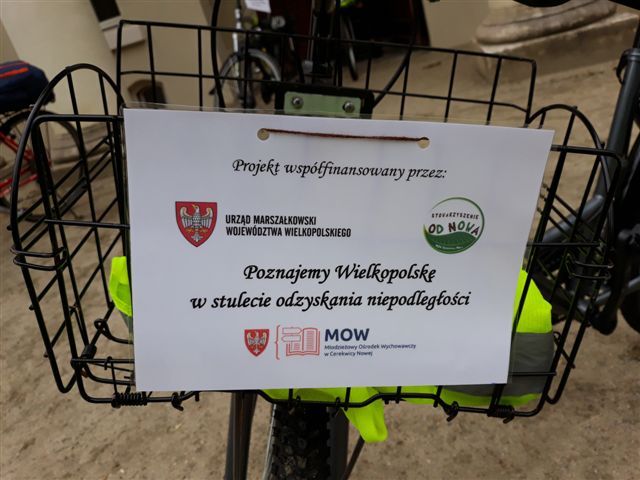 Projekt współfinansowany przez:
URZĄD MARSZAŁKOWSKI
WOJEWÓDZTWA WIELKOPOLSKIEGO
STOWARZYSZENIE
OD NOWA
Poznajemy Wielkopolskę
w stulecie odzyskania niepodległości
MOW
Młodzieżowy Ośrodek Wychowawczy
w Cerekwicy Nowej